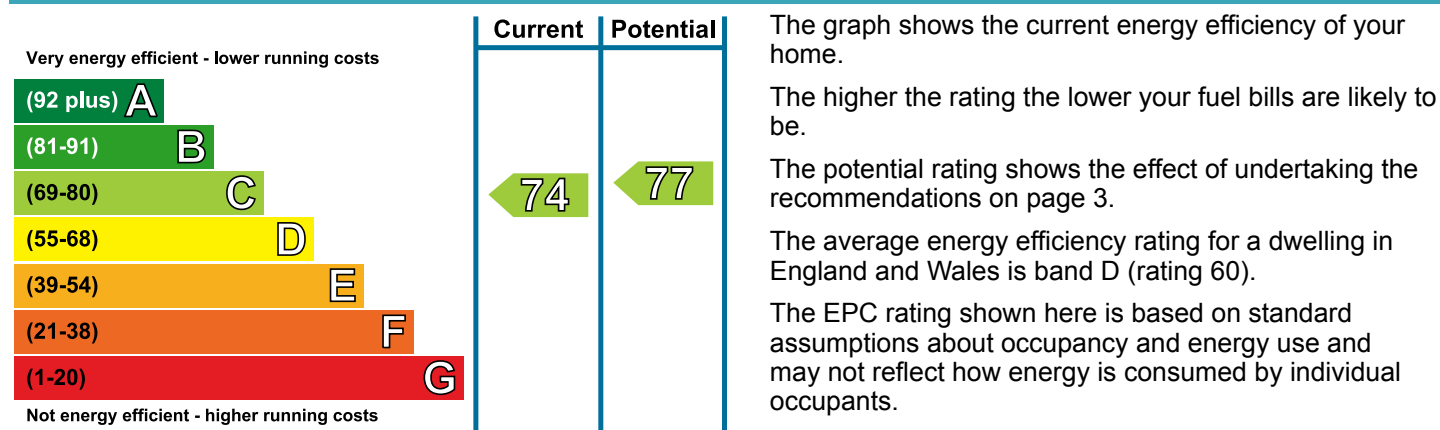 Current Potential
Very energy efficient - lower running costs
(92 plus) A
(81-91) B
(69-80) C
(55-68) D
(39-54) E
(21-38) F
(1-20) G
Not energy efficient - higher running costs
74
77
The graph shows the current energy efficiency of your
home.
The higher the rating the lower your fuel bills are likely to
be.
The potential rating shows the effect of undertaking the
recommendations on page 3.
The average energy efficiency rating for a dwelling in
England and Wales is band D (rating 60).
The EPC rating shown here is based on standard
assumptions about occupancy and energy use and
may not reflect how energy is consumed by individual
occupants.